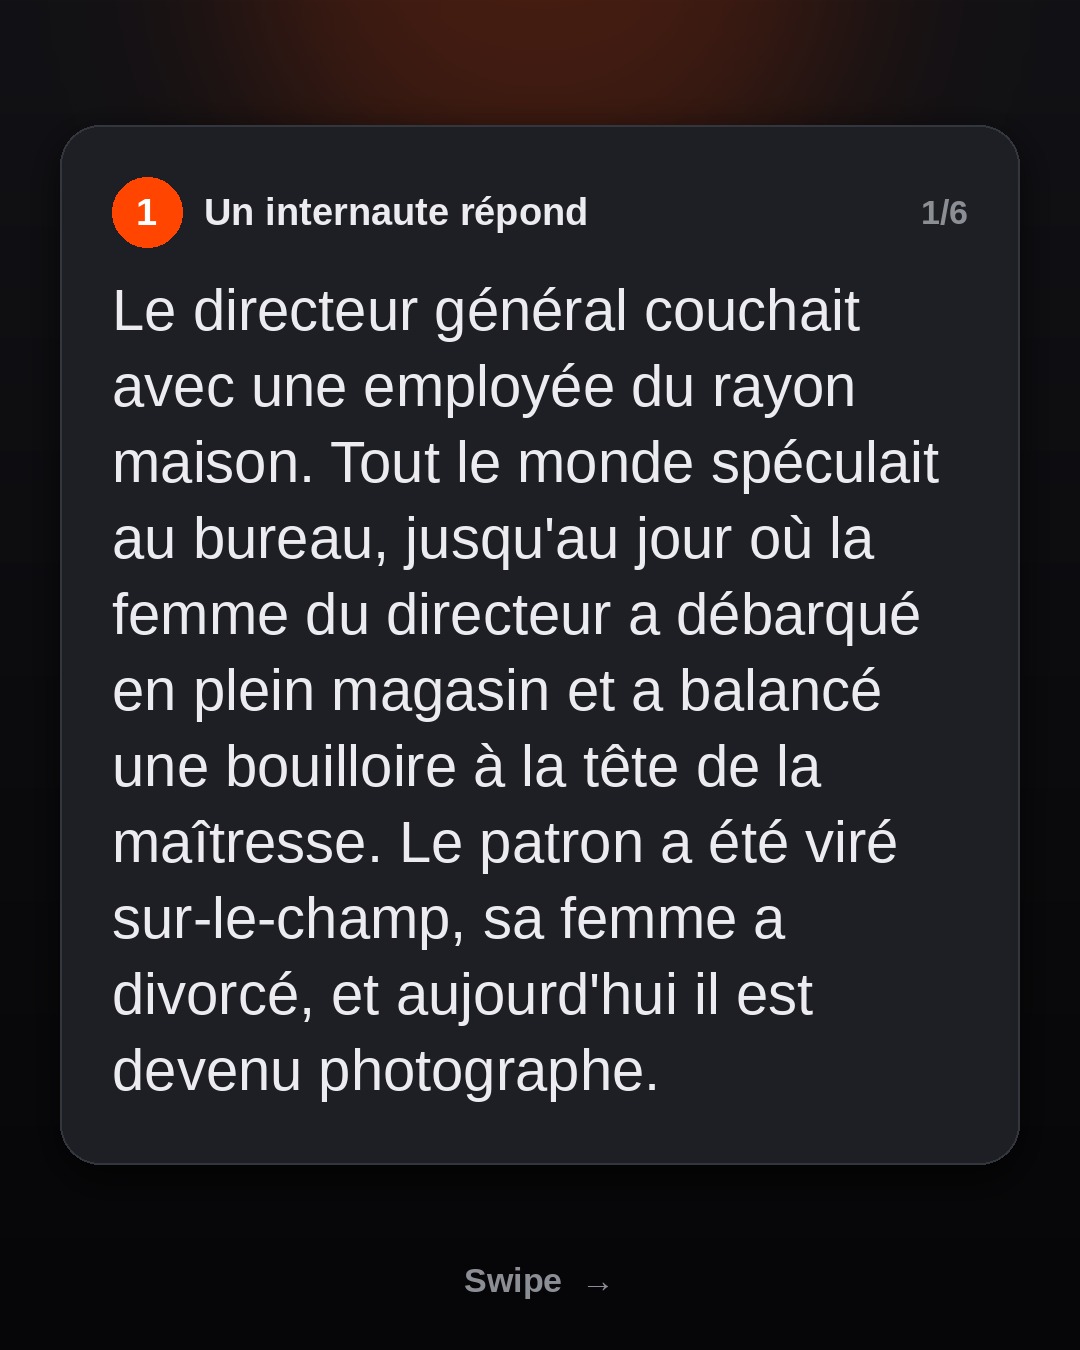 1 Un internaute répond 1/6
Le directeur général couchait
avec une employée du rayon
maison. Tout le monde spéculait
au bureau, jusqu'au jour où la
femme du directeur a débarqué
en plein magasin et a balancé
une bouilloire à la tête de la
maîtresse. Le patron a été viré
sur-le-champ, sa femme a
divorcé, et aujourd'hui il est
devenu photographe.
Swipe →